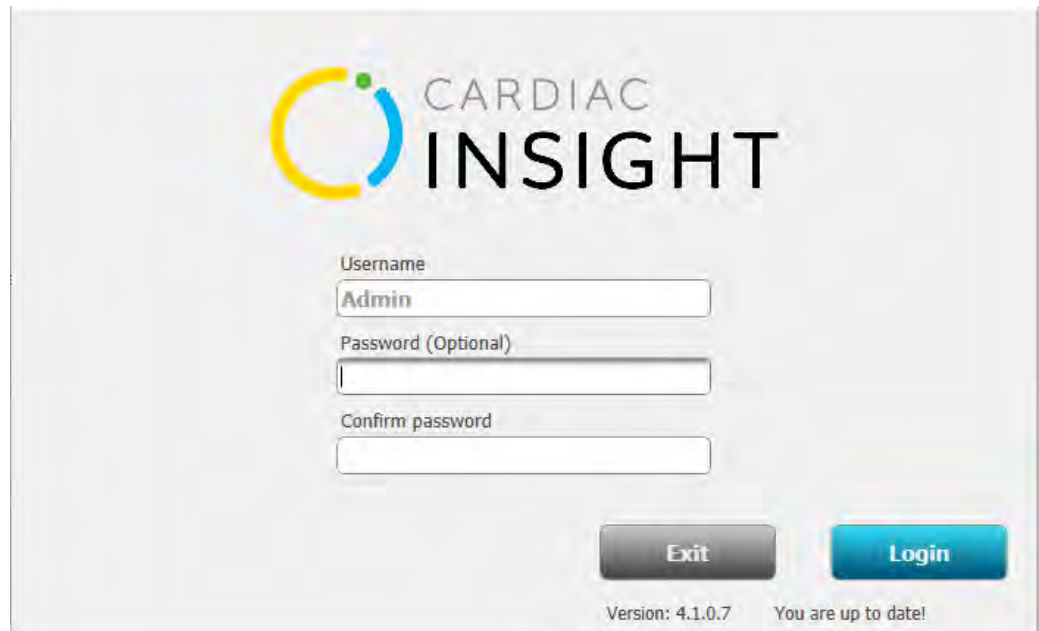 CARDIAC
INSIGHT
Username
Admin
Password (Optional)
Confirm password
Exit Login
Version: 4.1.0.7 You are up to date!